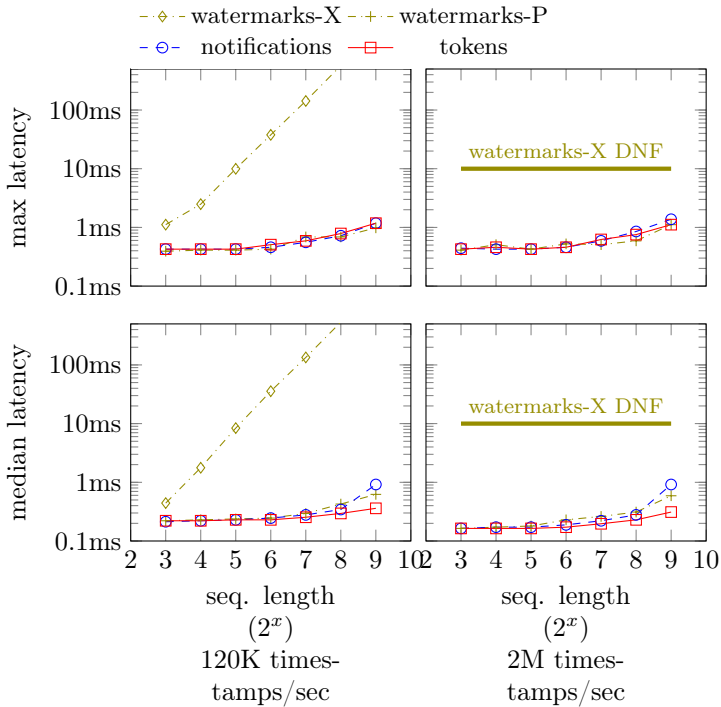 watermarks-X watermarks-P
notifications tokens
max latency
100ms
10ms
1ms
0.1ms
watermarks-X DNF
median latency
100ms
10ms
1ms
0.1ms
watermarks-X DNF
2 3 4 5 6 7 8 9 10
2 3 4 5 6 7 8 9 10
seq. length
(2^x)
120K times-
tamps/sec
seq. length
(2^x)
2M times-
tamps/sec